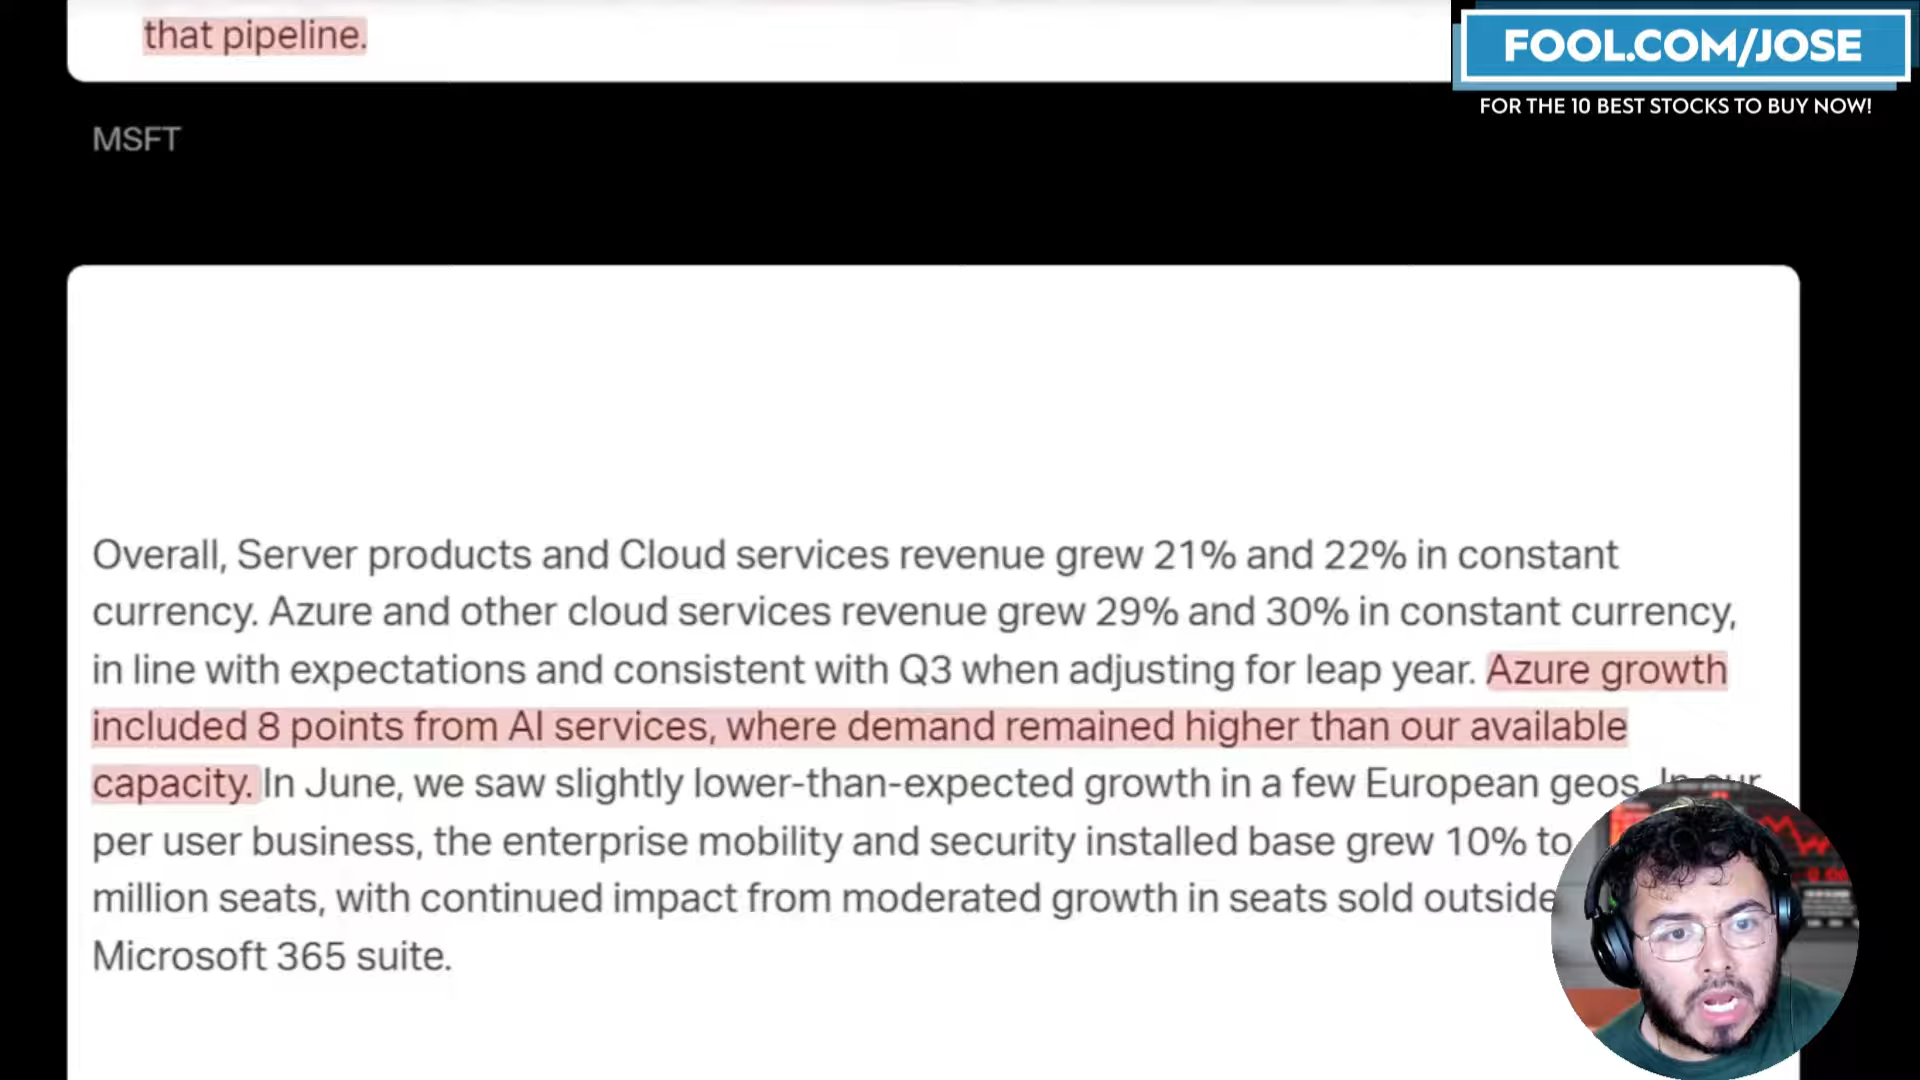 that pipeline.
FOOL.COM/JOSE
FOR THE 10 BEST STOCKS TO BUY NOW!
MSFT
Overall, Server products and Cloud services revenue grew 21% and 22% in constant
currency. Azure and other cloud services revenue grew 29% and 30% in constant currency,
in line with expectations and consistent with Q3 when adjusting for leap year. Azure growth
included 8 points from AI services, where demand remained higher than our available
capacity. In June, we saw slightly lower-than-expected growth in a few European geos. In our
per user business, the enterprise mobility and security installed base grew 10% to
million seats, with continued impact from moderated growth in seats sold outside
Microsoft 365 suite.